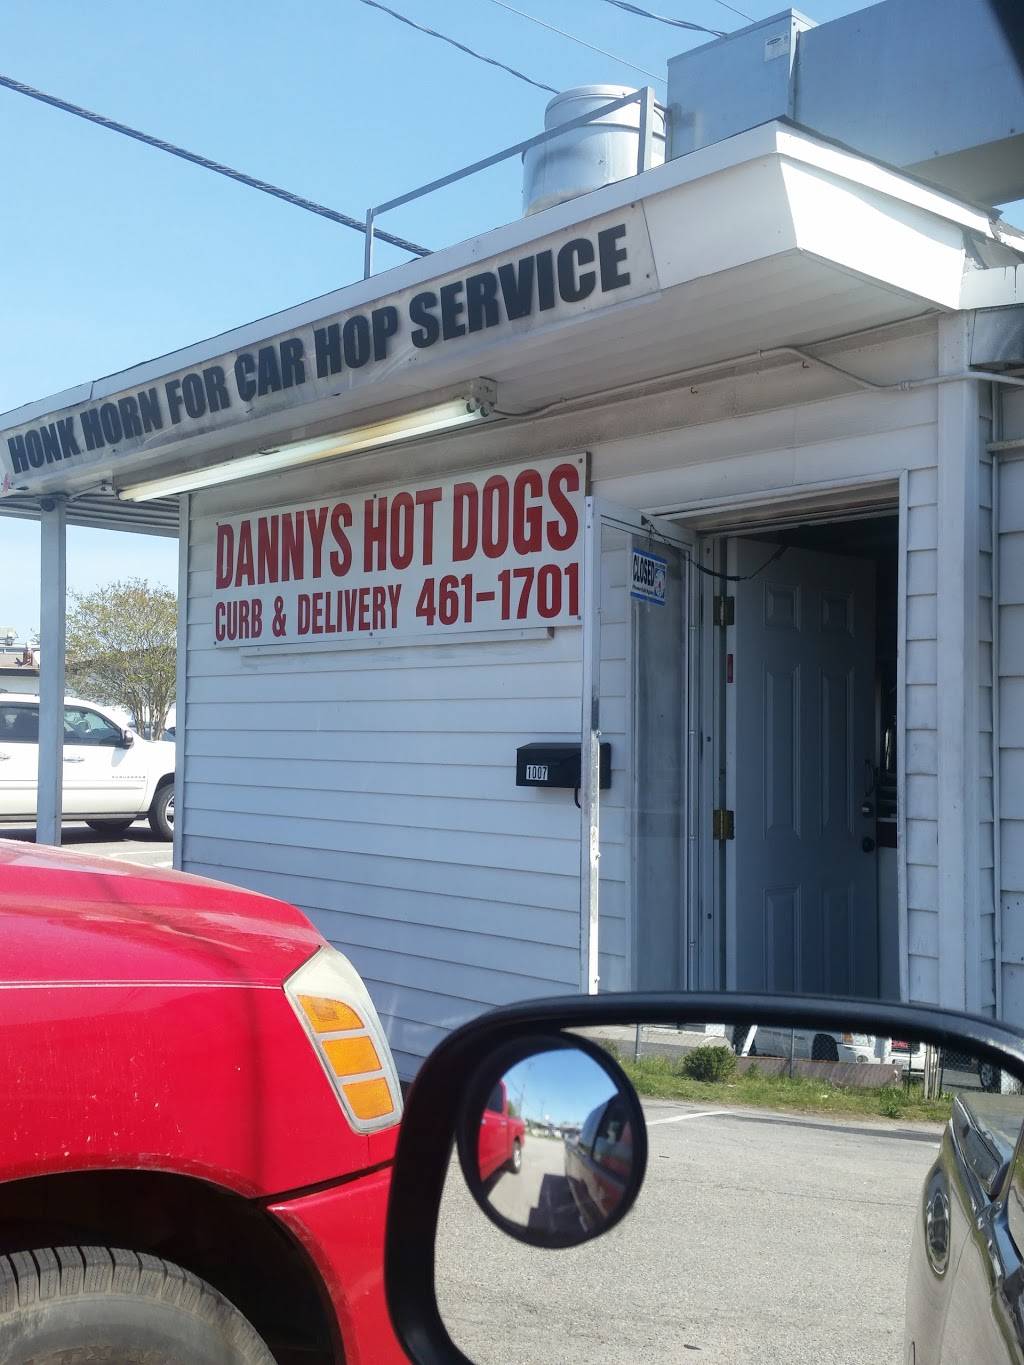 HONK HORN FOR CAR HOP SERVICE
DANNYS HOT DOGS
CURB & DELIVERY 461-1701
CLOSED
1007